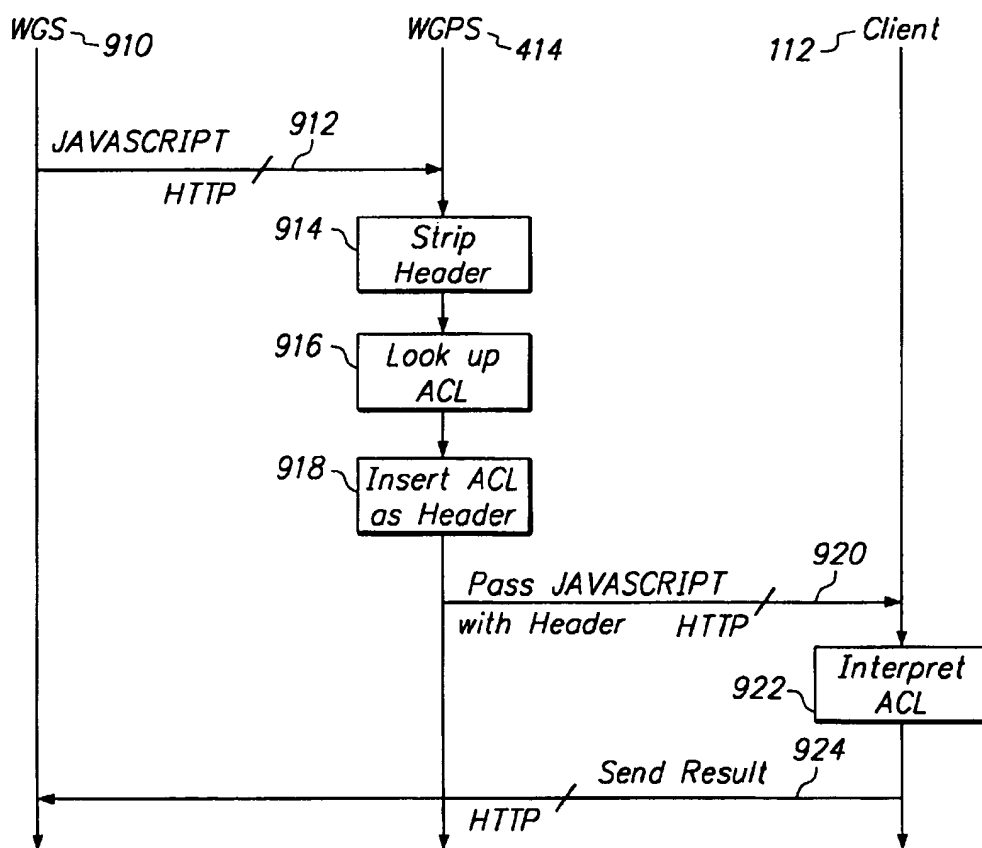 WGS 910
WGPS 414
112 Client
JAVASCRIPT
912
HTTP
914
Strip
Header
916
Look up
ACL
918
Insert ACL
as Header
920
Pass JAVASCRIPT
with Header HTTP
922
Interpret
ACL
924
Send Result
HTTP